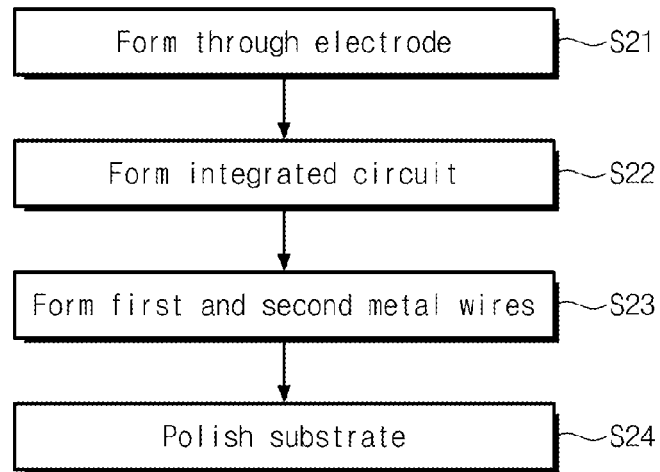 Form through electrode S21
Form integrated circuit S22
Form first and second metal wires S23
Polish substrate S24